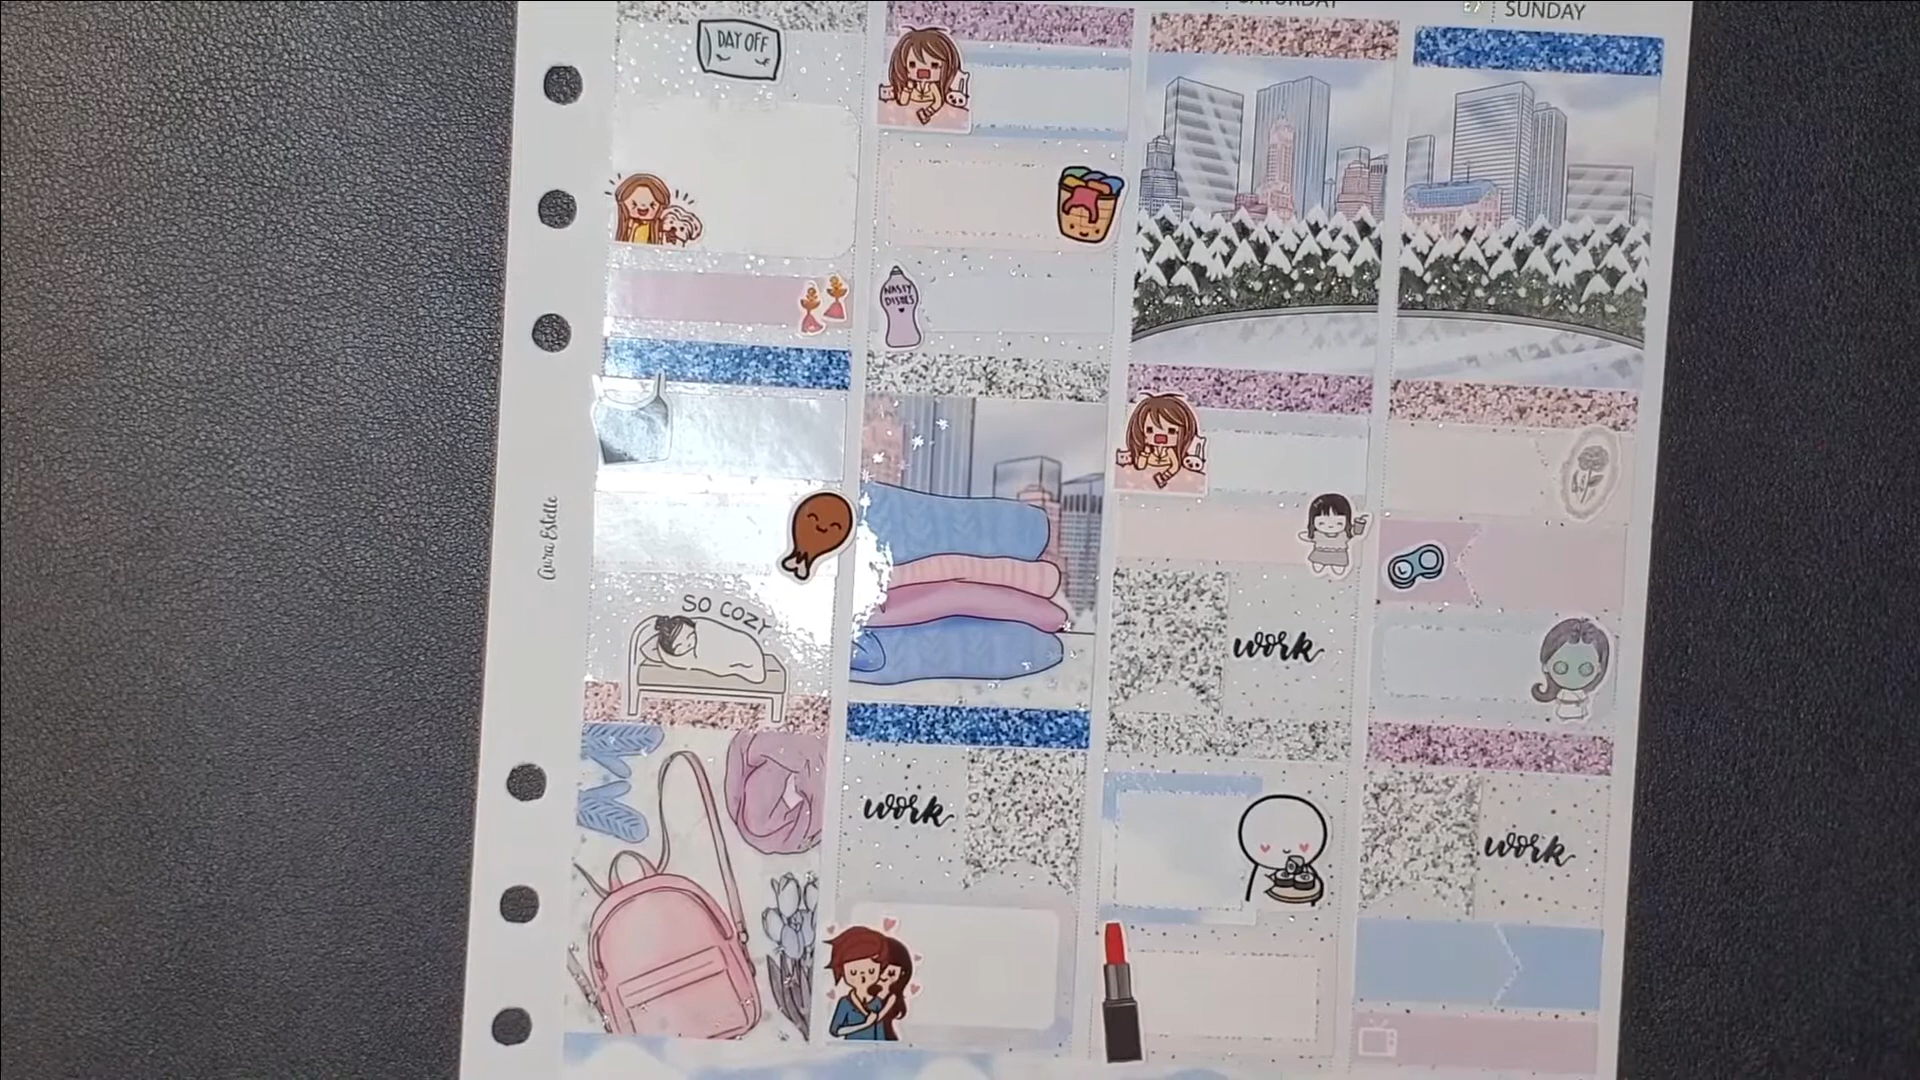 SATURDAY
SUNDAY
DAY OFF
NASTY
DISHES
SO COZY
work
work
work
Aura Estelle